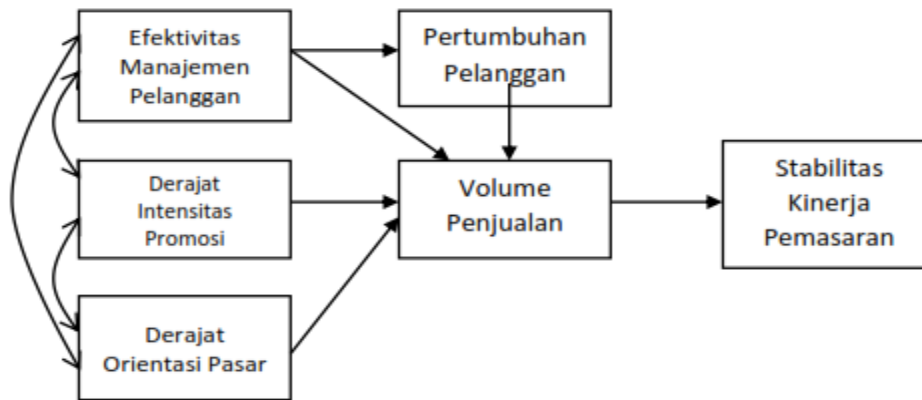 Efektivitas
Manajemen
Pelanggan
Pertumbuhan
Pelanggan
Derajat
Intensitas
Promosi
Volume
Penjualan
Stabilitas
Kinerja
Pemasaran
Derajat
Orientasi Pasar